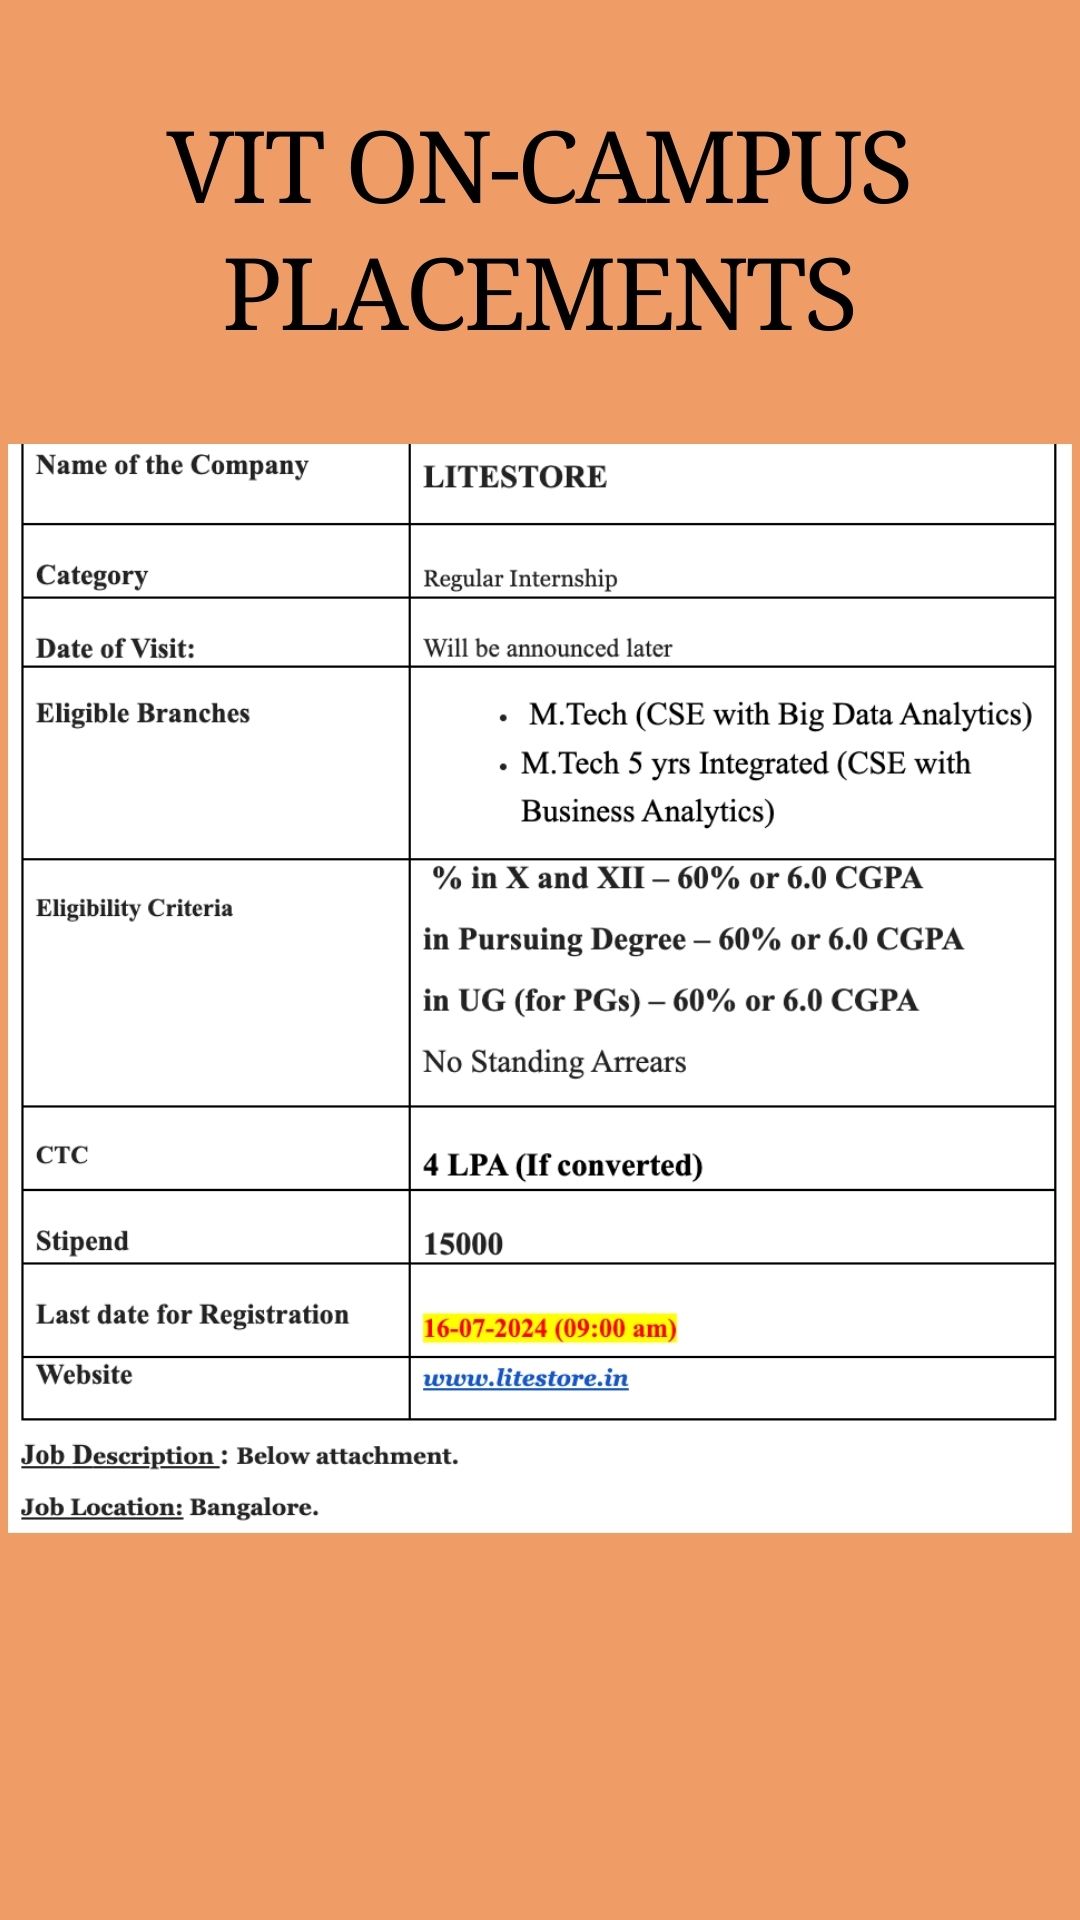 VIT ON-CAMPUS
PLACEMENTS
Name of the Company
LITESTORE
Category
Regular Internship
Date of Visit:
Will be announced later
Eligible Branches
• M.Tech (CSE with Big Data Analytics)
• M.Tech 5 yrs Integrated (CSE with
Business Analytics)
Eligibility Criteria
% in X and XII – 60% or 6.0 CGPA
in Pursuing Degree – 60% or 6.0 CGPA
in UG (for PGs) – 60% or 6.0 CGPA
No Standing Arrears
CTC
4 LPA (If converted)
Stipend
15000
Last date for Registration
16-07-2024 (09:00 am)
Website
www.litestore.in
Job Description : Below attachment.
Job Location: Bangalore.